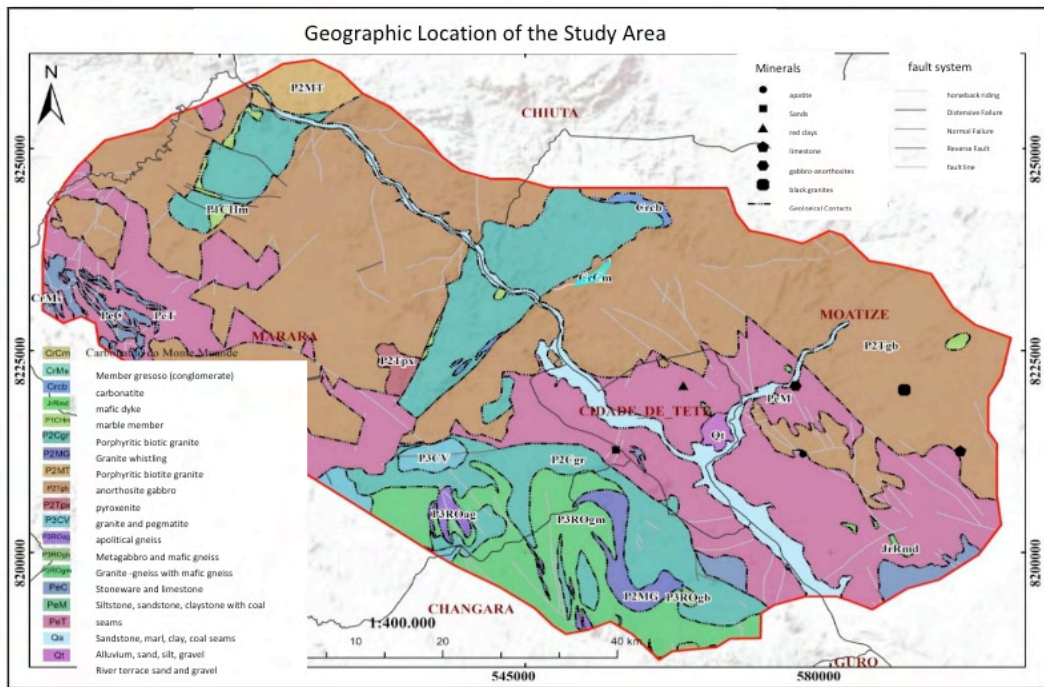 Geographic Location of the Study Area
N
Minerals
apatite
Sands
red clays
limestone
gabbro-anorthosites
black granites
Geological Contacts
fault system
horseback riding
Distensive Failure
Normal Failure
Reverse Fault
fault line
8250000
8225000
8200000
8250000
8225000
8200000
P2MT
CHIUTA
P1CHm
Crcb
CrCm
CrMs
PeC
PeT
MARARA
MOATIZE
P2Tgb
P2Tpx
PeM
CIDADE_DE_TETE
Qt
P3CV
P2Cgr
P3ROag
P3ROgm
JrRmd
P2MG
P3ROgb
CHANGARA
GURO
1:400.000
10
20
40 km
545000
580000
CrCm
Member gresoso (conglomerate)
CrMs
carbonatite
Crcb
mafic dyke
JrRmd
marble member
P1CHm
Porphyritic biotic granite
P2Cgr
Granite whistling
P2MG
Porphyritic biotite granite
P2MT
anorthosite gabbro
P2Tgb
pyroxenite
P2Tpx
granite and pegmatite
P3CV
apolitical gneiss
P3ROag
Metagabbro and mafic gneiss
P3ROgb
Granite -gneiss with mafic gneiss
P3ROgm
Stoneware and limestone
PeC
Siltstone, sandstone, claystone with coal
PeM
seams
PeT
Sandstone, marl, clay, coal seams
Qa
Alluvium, sand, silt, gravel
Qt
River terrace sand and gravel